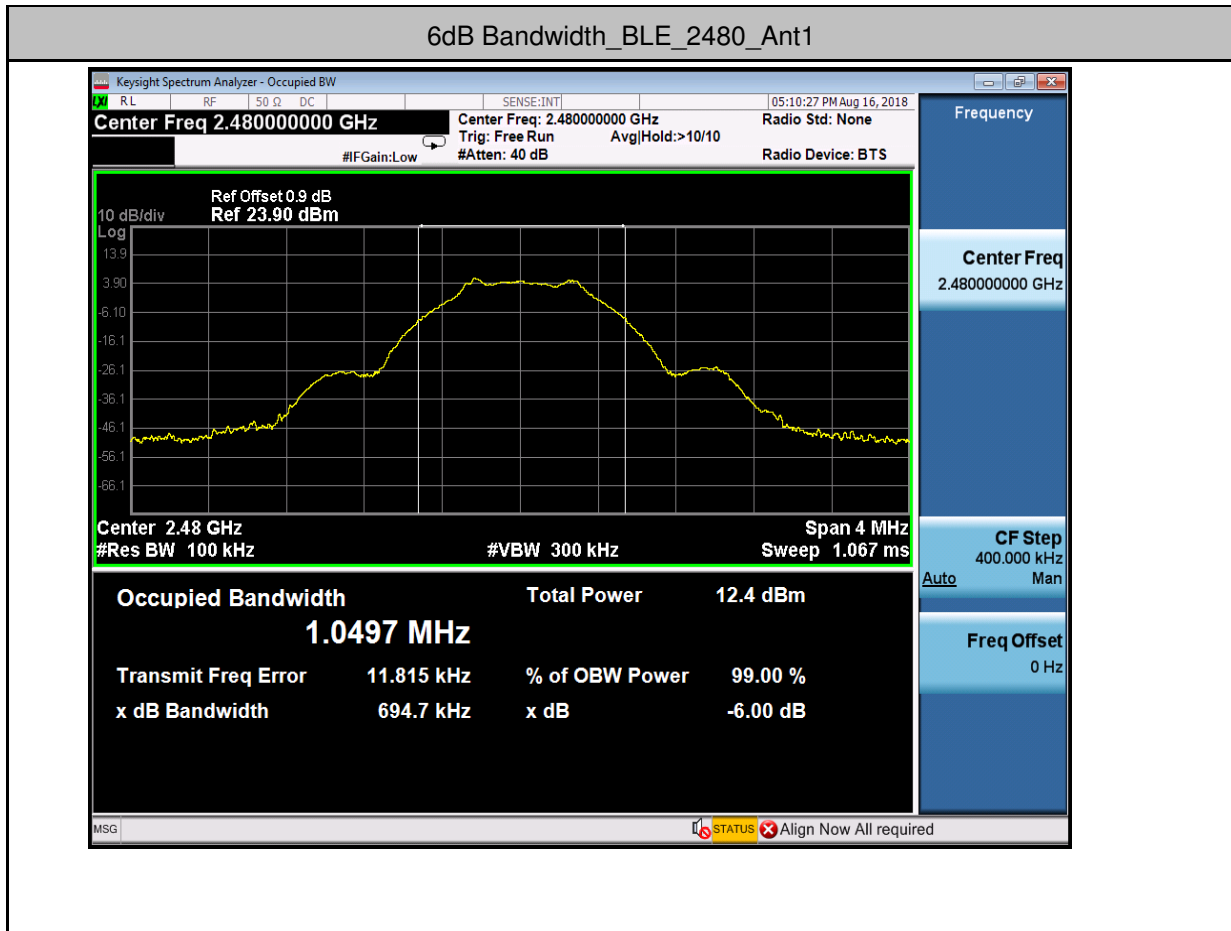 6dB Bandwidth_BLE_2480_Ant1
Keysight Spectrum Analyzer - Occupied BW
LXI RL RF 50 Ω DC SENSE:INT 05:10:27 PM Aug 16, 2018
Center Freq 2.480000000 GHz
Center Freq: 2.480000000 GHz Radio Std: None
Trig: Free Run Avg|Hold:>10/10
#IFGain:Low #Atten: 40 dB Radio Device: BTS
Ref Offset 0.9 dB
10 dB/div Ref 23.90 dBm
Log
13.9
3.90
-6.10
-16.1
-26.1
-36.1
-46.1
-56.1
-66.1
Center 2.48 GHz Span 4 MHz
#Res BW 100 kHz #VBW 300 kHz Sweep 1.067 ms
Occupied Bandwidth Total Power 12.4 dBm
1.0497 MHz
Transmit Freq Error 11.815 kHz % of OBW Power 99.00 %
x dB Bandwidth 694.7 kHz x dB -6.00 dB
Frequency
Center Freq
2.480000000 GHz
CF Step
400.000 kHz
Auto Man
Freq Offset
0 Hz
MSG STATUS Align Now All required